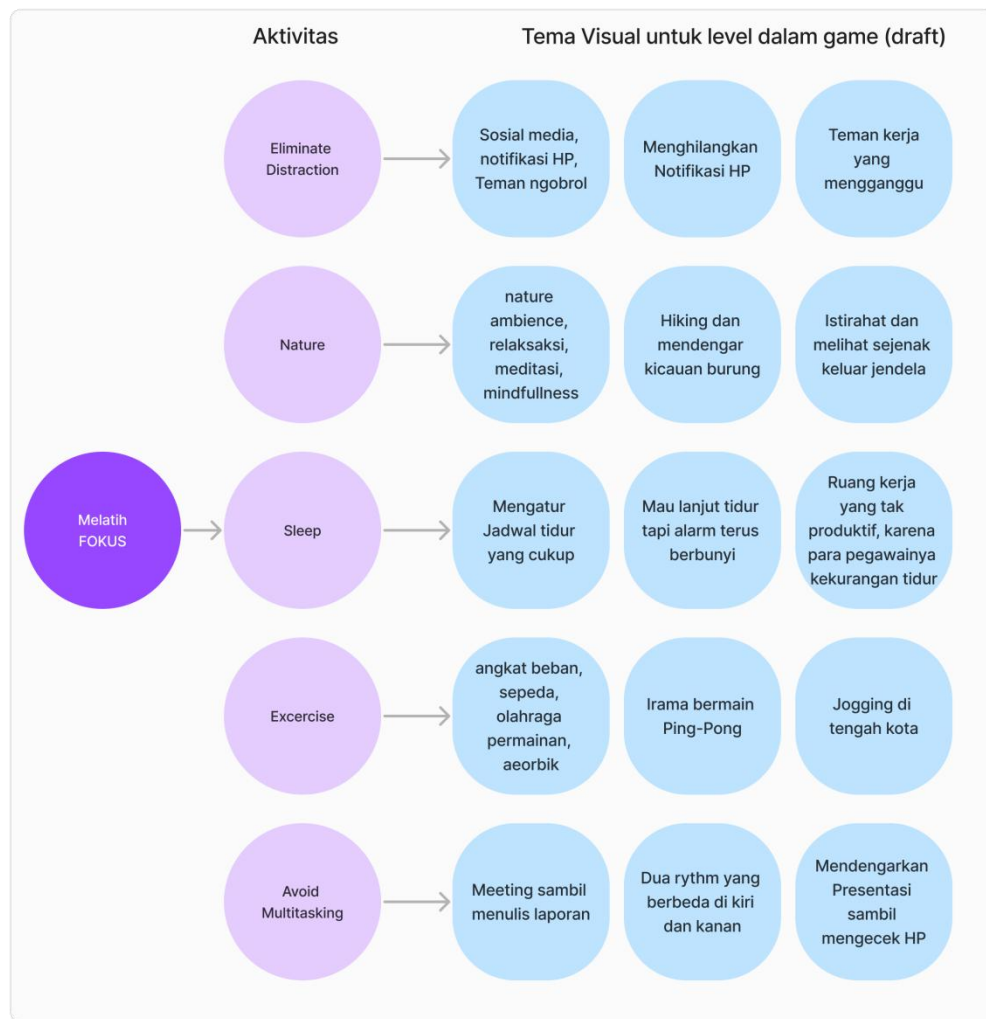 Aktivitas
Tema Visual untuk level dalam game (draft)
Eliminate
Distraction
Sosial media,
notifikasi HP,
Teman ngobrol
Menghilangkan
Notifikasi HP
Teman kerja
yang
mengganggu
Nature
nature
ambience,
relaksaksi,
meditasi,
mindfullness
Hiking dan
mendengar
kicauan burung
Istirahat dan
melihat sejenak
keluar jendela
Melatih
FOKUS
Sleep
Mengatur
Jadwal tidur
yang cukup
Mau lanjut tidur
tapi alarm terus
berbunyi
Ruang kerja
yang tak
produktif, karena
para pegawainya
kekurangan tidur
Excercise
angkat beban,
sepeda,
olahraga
permainan,
aeorbik
Irama bermain
Ping-Pong
Jogging di
tengah kota
Avoid
Multitasking
Meeting sambil
menulis laporan
Dua rythm yang
berbeda di kiri
dan kanan
Mendengarkan
Presentasi
sambil
mengecek HP